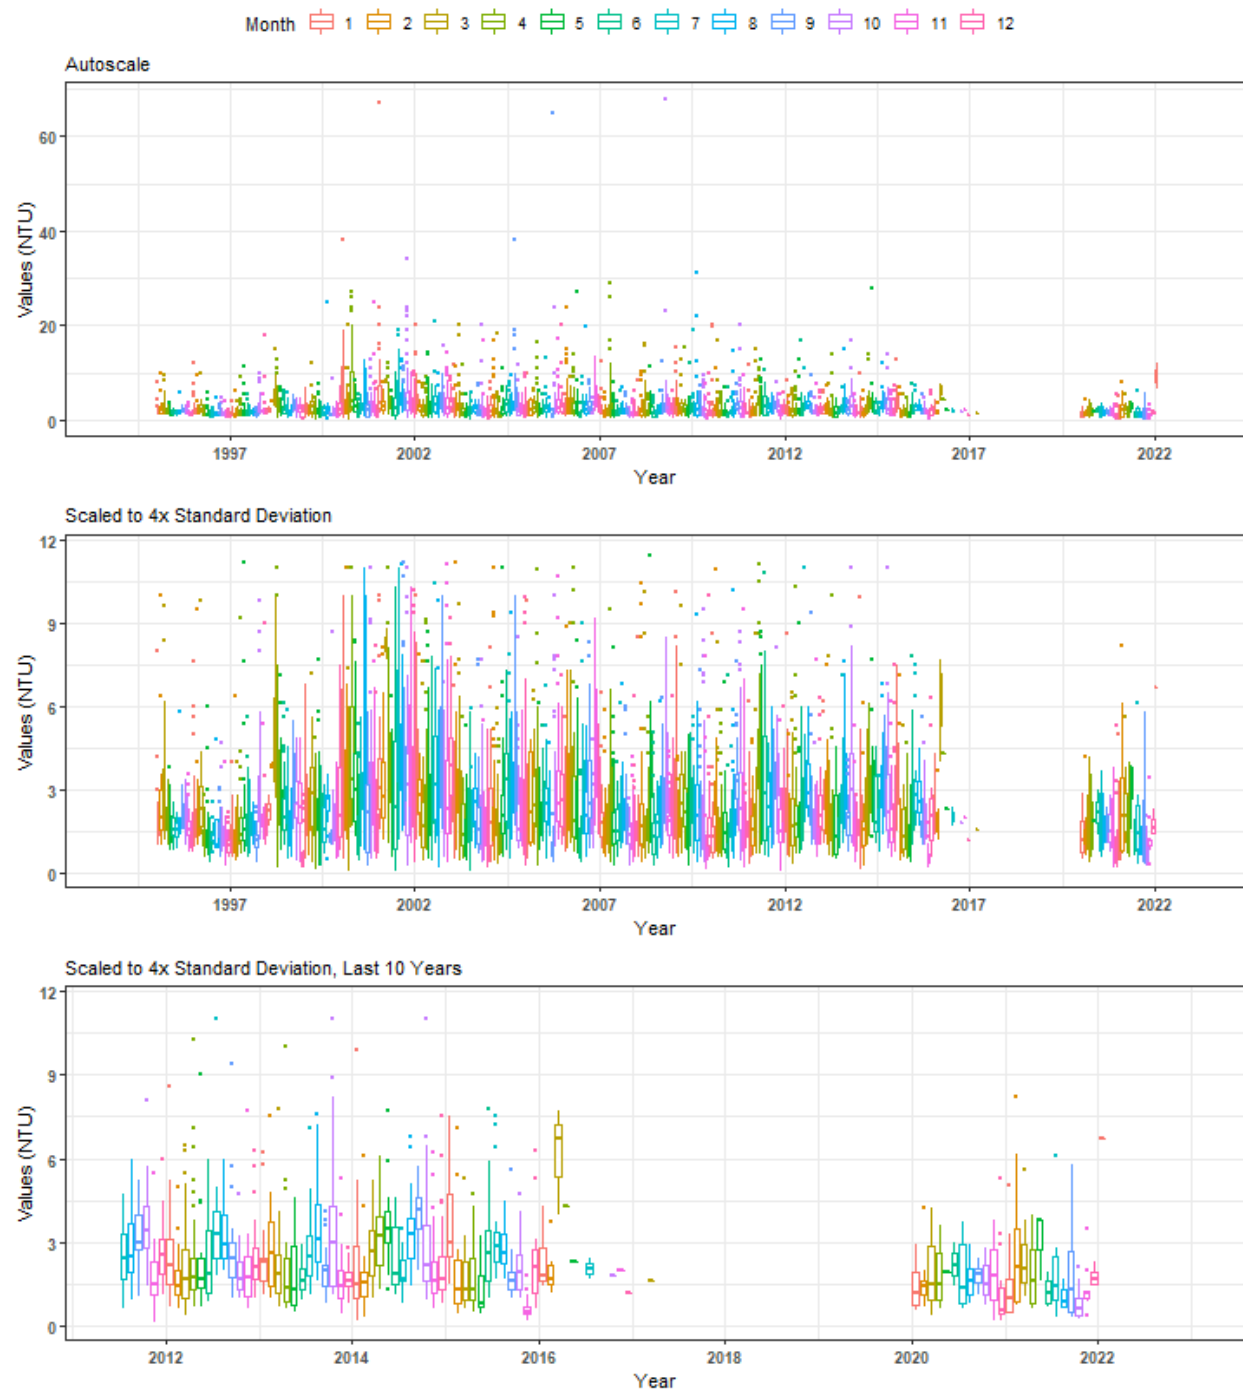 Month 1 2 3 4 5 6 7 8 9 10 11 12
Autoscale
60
40
20
0
Values (NTU)
1997 2002 2007 2012 2017 2022
Year
Scaled to 4x Standard Deviation
12
9
6
3
0
Values (NTU)
1997 2002 2007 2012 2017 2022
Year
Scaled to 4x Standard Deviation, Last 10 Years
12
9
6
3
0
Values (NTU)
2012 2014 2016 2018 2020 2022
Year